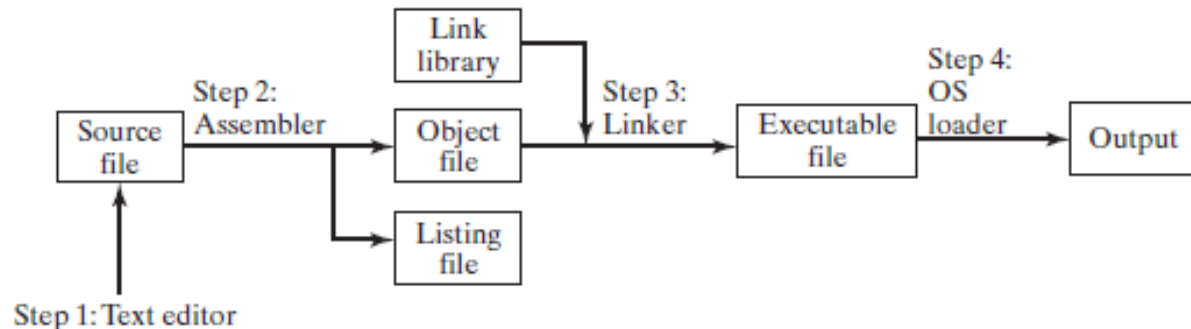 Link
library
Step 4:
OS
loader
Step 2:
Assembler
Step 3:
Linker
Source
file
Object
file
Executable
file
Output
Listing
file
Step 1: Text editor